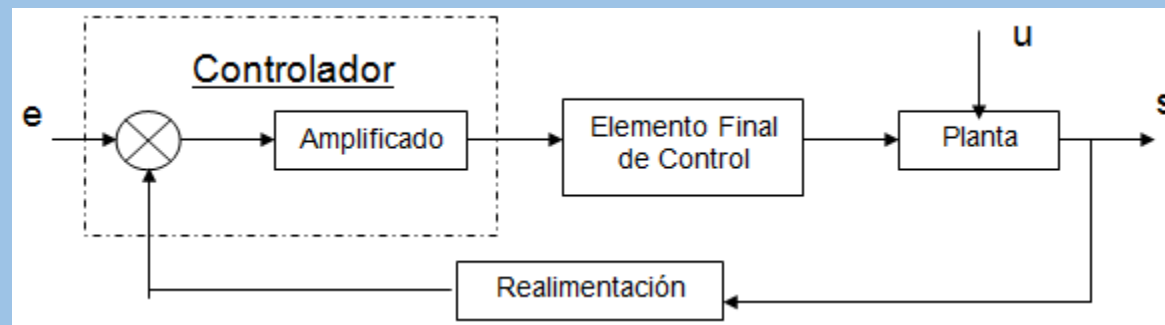 Controlador
e
Amplificado
Elemento Final
de Control
u
Planta
s
Realimentación